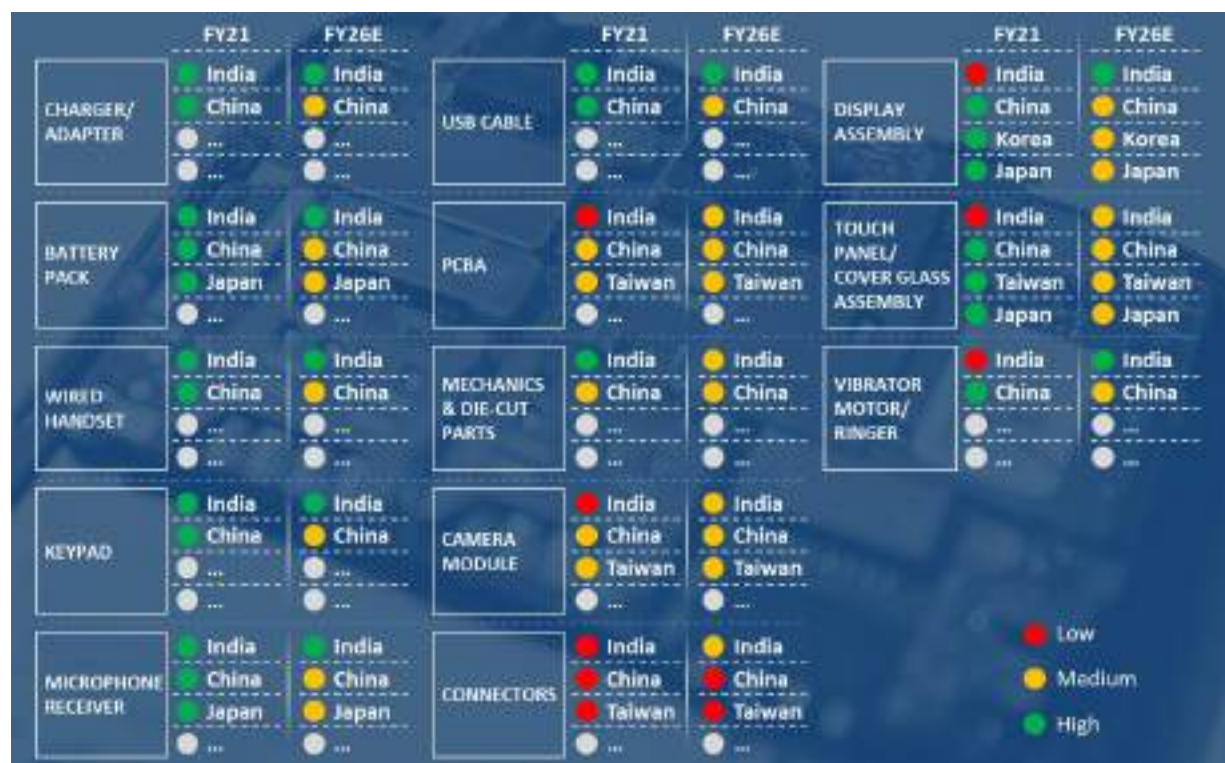 FY21 FY26E
CHARGER/
ADAPTER
India India
China China
... ...
... ...
BATTERY
PACK
India India
China China
Japan Japan
... ...
WIRED
HANDSET
India India
China China
... ...
... ...
KEYPAD
India India
China China
... ...
... ...
MICROPHONE
RECEIVER
India India
China China
Japan Japan
... ...
FY21 FY26E
USB CABLE
India India
China China
... ...
... ...
PCBA
India India
China China
Taiwan Taiwan
... ...
MECHANICS
& DIE-CUT
PARTS
India India
China China
... ...
... ...
CAMERA
MODULE
India India
China China
Taiwan Taiwan
... ...
CONNECTORS
India India
China China
Taiwan Taiwan
... ...
FY21 FY26E
DISPLAY
ASSEMBLY
India India
China China
Korea Korea
Japan Japan
TOUCH
PANEL/
COVER GLASS
ASSEMBLY
India India
China China
Taiwan Taiwan
Japan Japan
VIBRATOR
MOTOR/
RINGER
India India
China China
... ...
... ...
Low
Medium
High